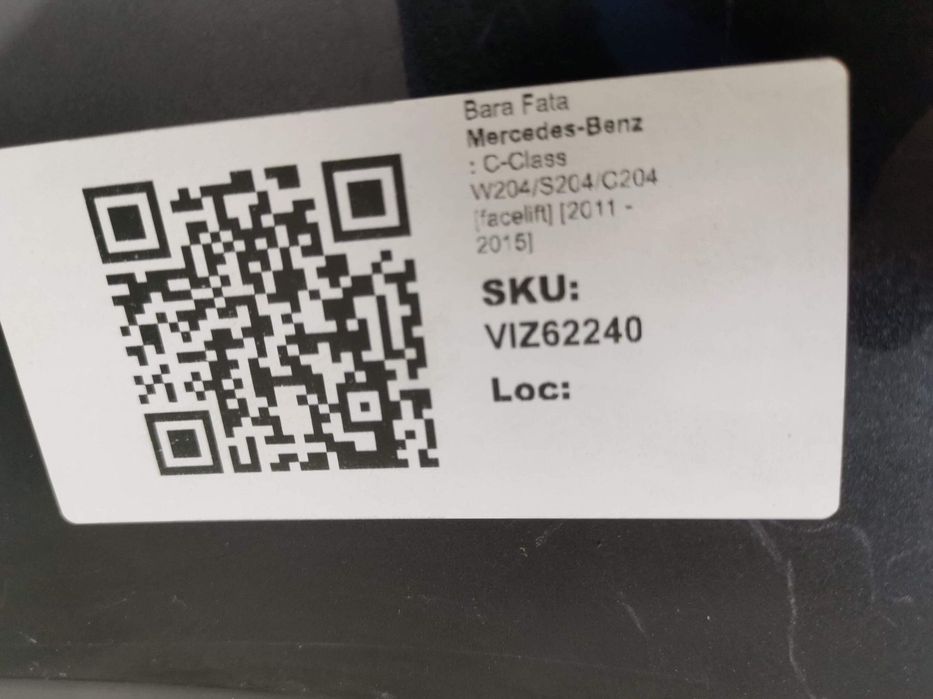 Bara Fata
Mercedes-Benz
: C-Class
W204/S204/C204
[facelift] [2011 -
2015]
SKU:
VIZ62240
Loc: